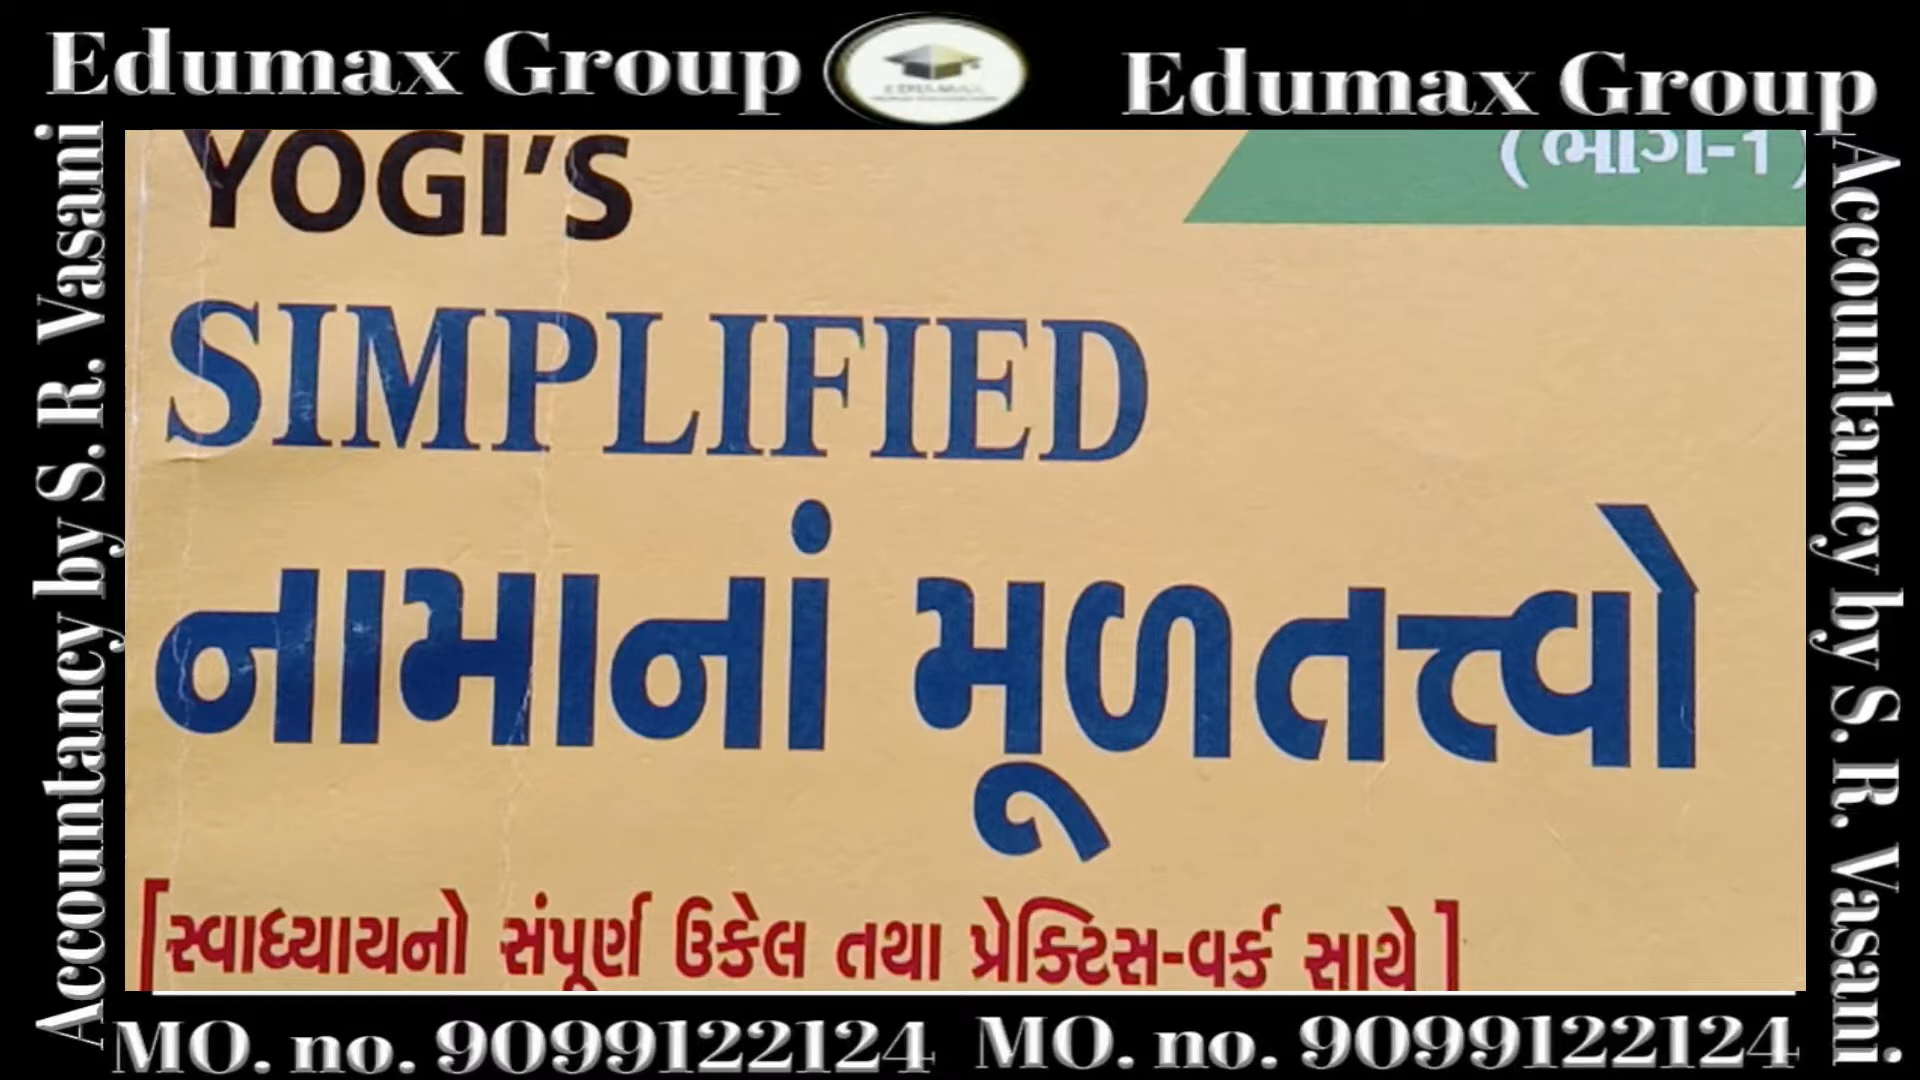 Edumax Group
Edumax Group
Accountancy by S. R. Vasani
YOGI'S
(ભાગ-1)
SIMPLIFIED
નામાનાં મૂળતત્ત્વો
[સ્વાધ્યાયનો સંપૂર્ણ ઉકેલ તથા પ્રેક્ટિસ-વર્ક સાથે]
Accountancy by S. R. Vasani
MO. no. 9099122124
MO. no. 9099122124